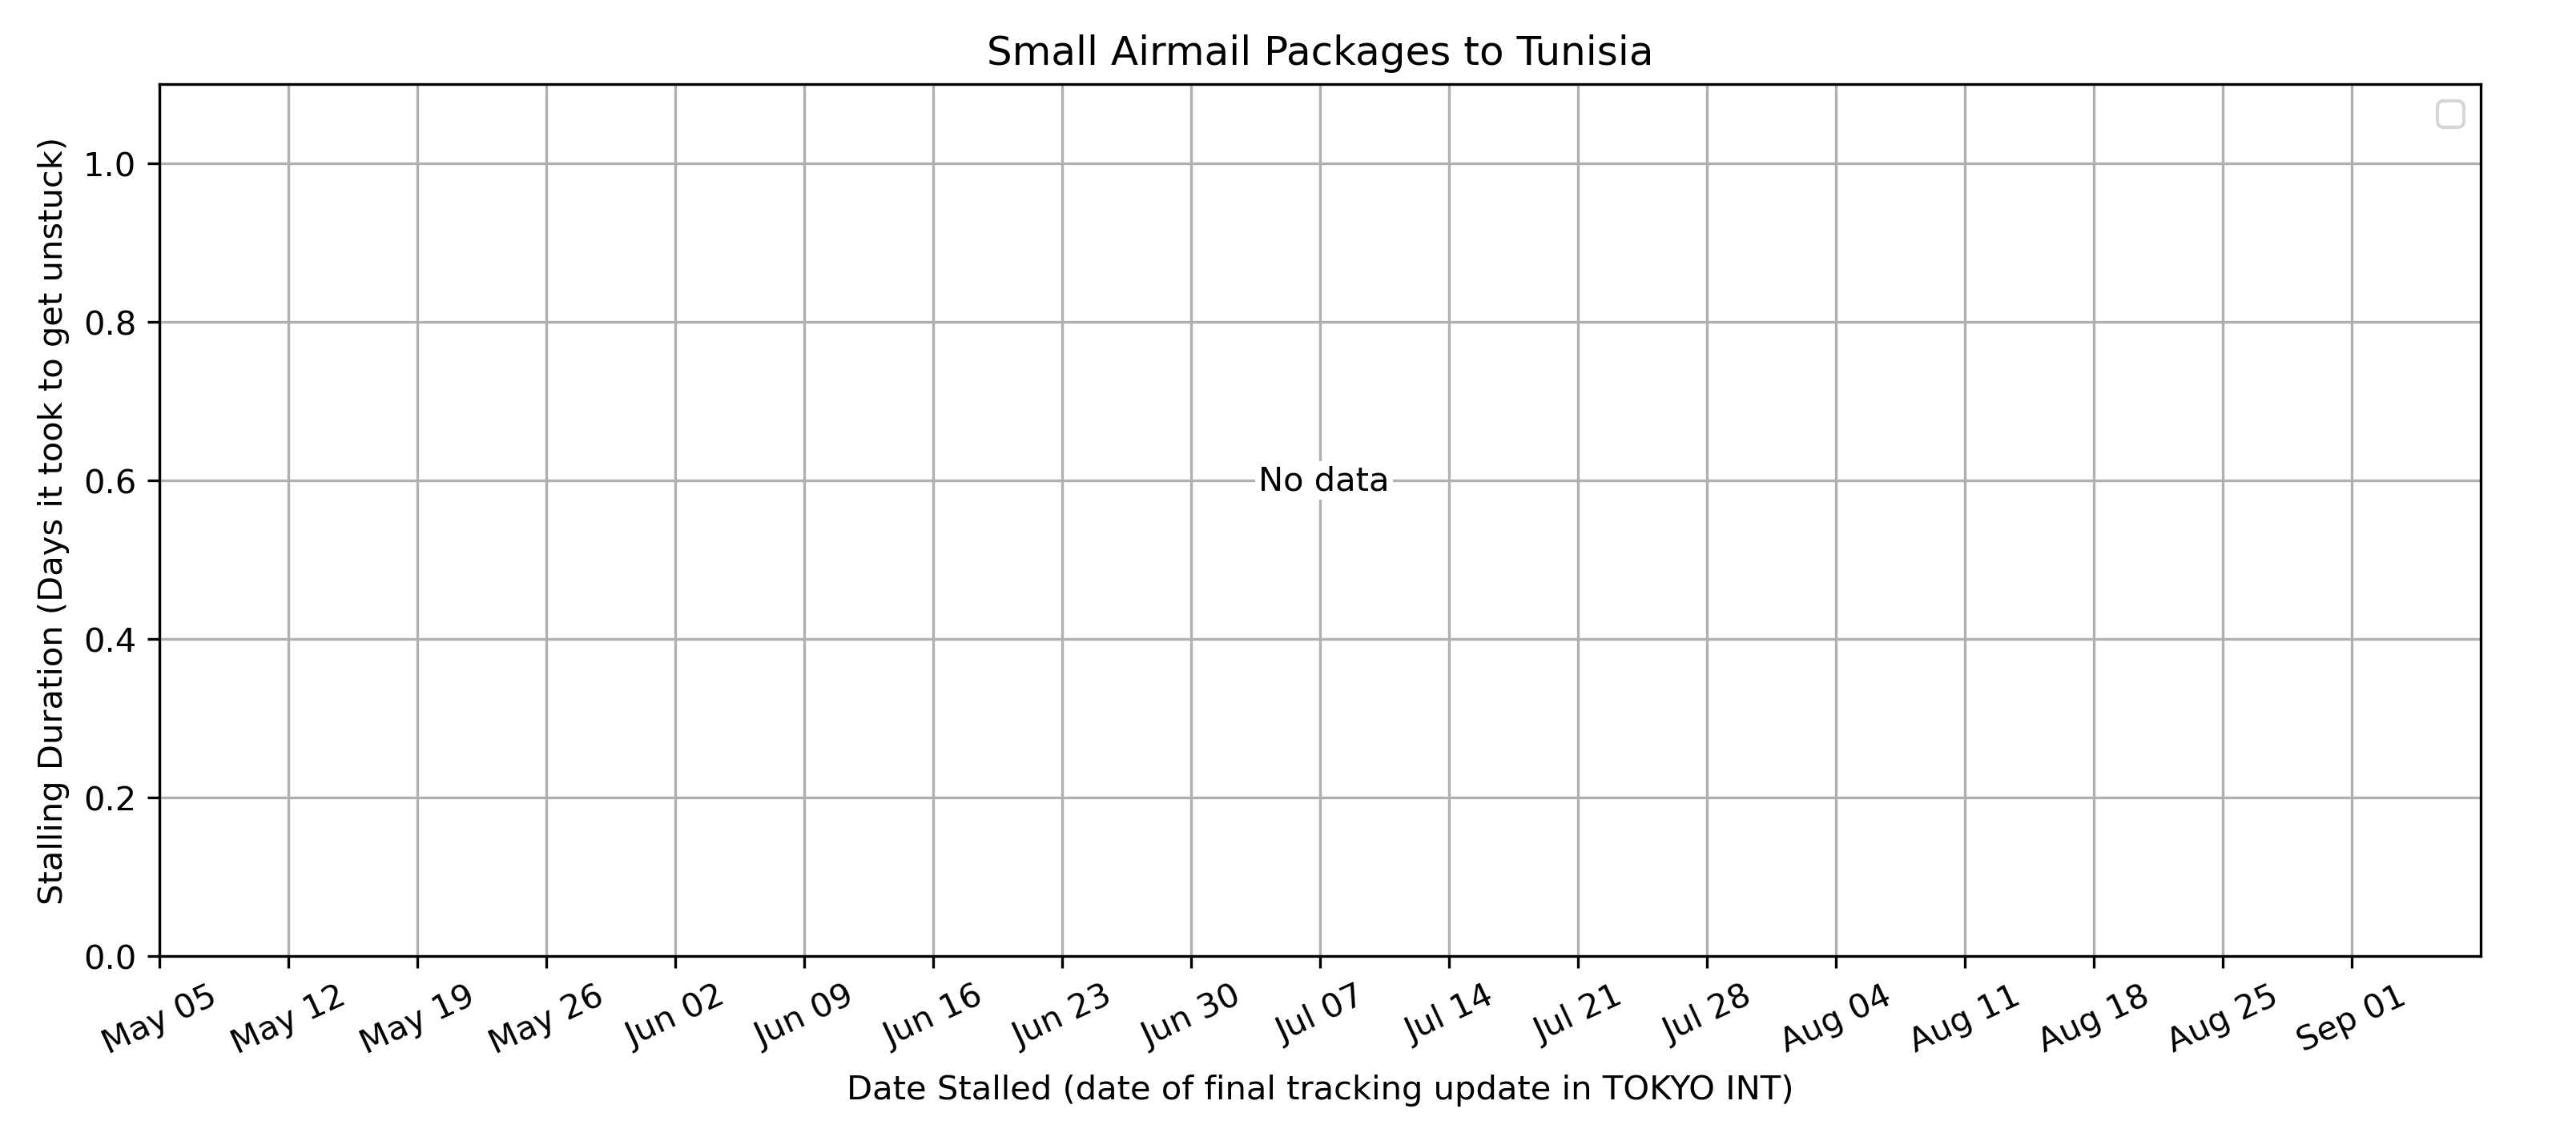 Small Airmail Packages to Tunisia
Stalling Duration (Days it took to get unstuck)
1.0
0.8
0.6
0.4
0.2
0.0
No data
May 05
May 12
May 19
May 26
Jun 02
Jun 09
Jun 16
Jun 23
Jun 30
Jul 07
Jul 14
Jul 21
Jul 28
Aug 04
Aug 11
Aug 18
Aug 25
Sep 01
Date Stalled (date of final tracking update in TOKYO INT)